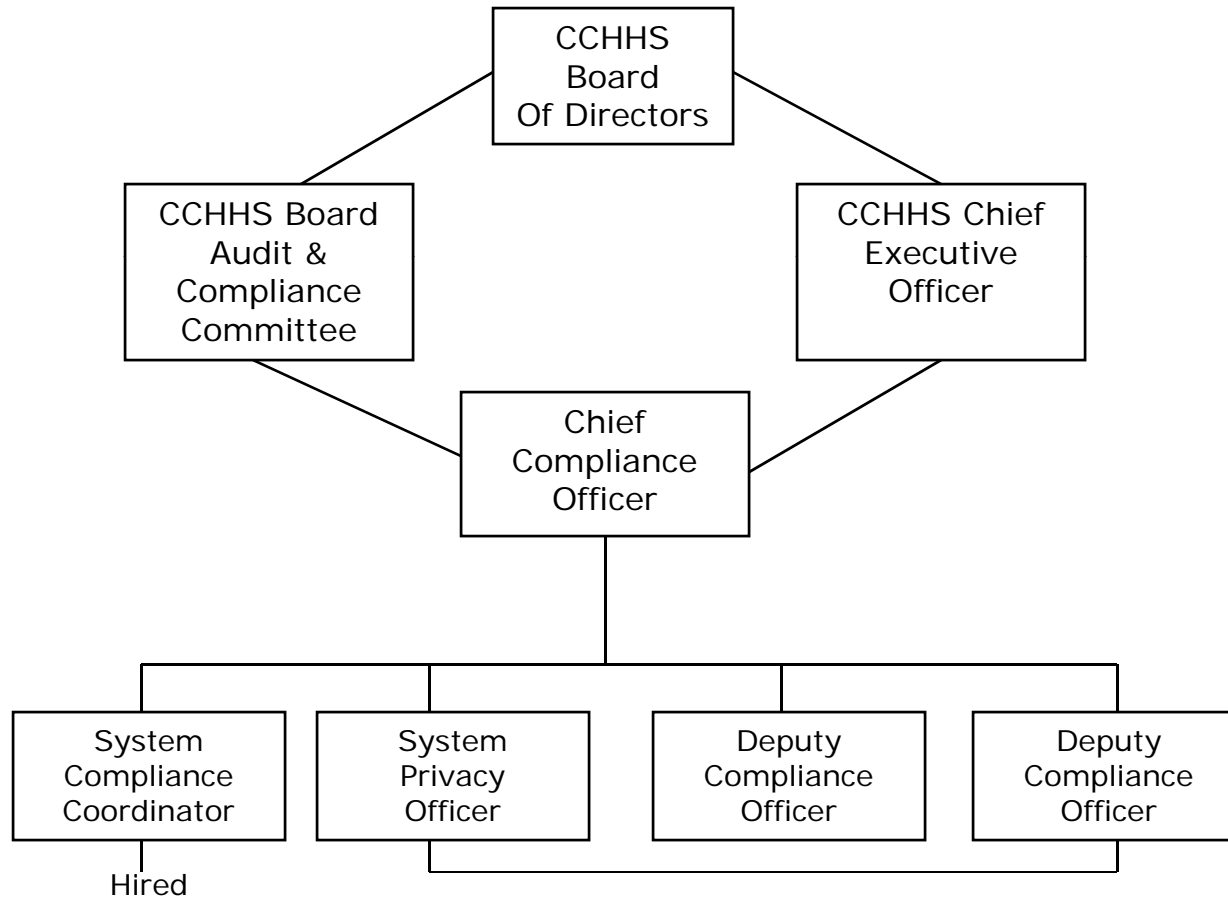 CCHHS
Board
Of Directors
CCHHS Board
Audit &
Compliance
Committee
CCHHS Chief
Executive
Officer
Chief
Compliance
Officer
System
Compliance
Coordinator
System
Privacy
Officer
Deputy
Compliance
Officer
Deputy
Compliance
Officer
Hired